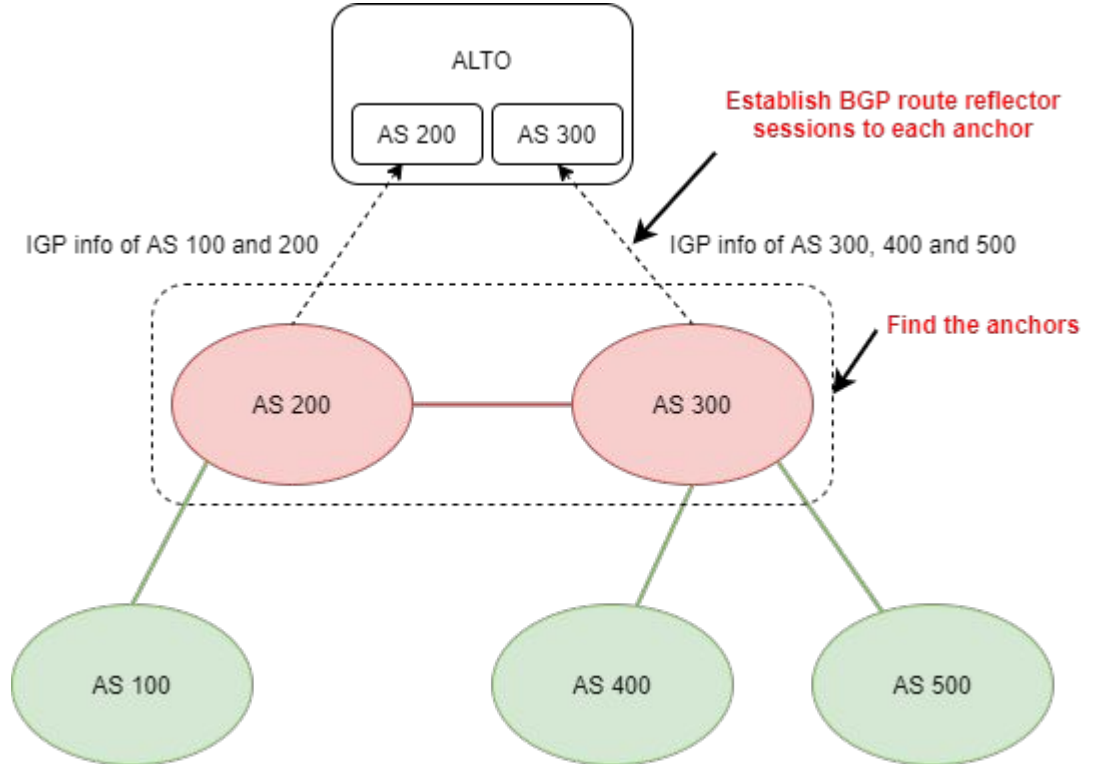 ALTO
AS 200
AS 300
Establish BGP route reflector
sessions to each anchor
IGP info of AS 100 and 200
IGP info of AS 300, 400 and 500
Find the anchors
AS 200
AS 300
AS 100
AS 400
AS 500